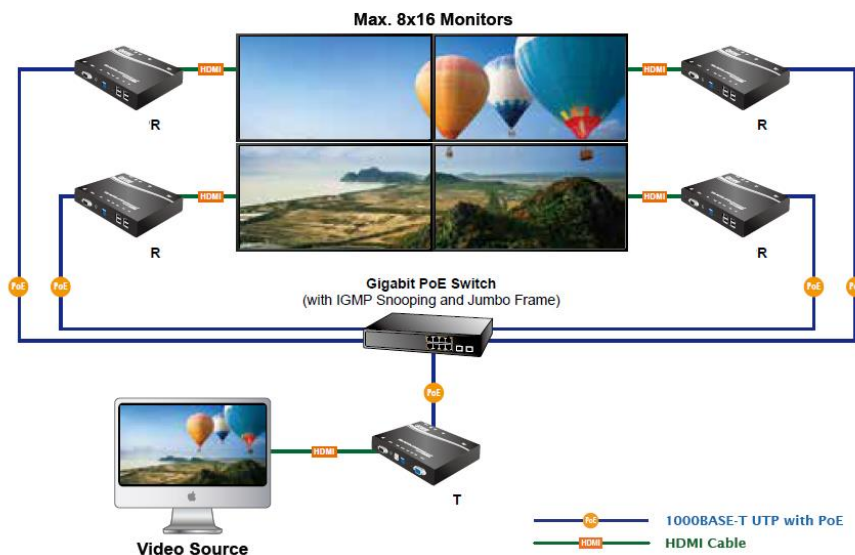 Max. 8x16 Monitors
HDMI
HDMI
R
R
HDMI
HDMI
R
R
PoE
PoE
PoE
PoE
Gigabit PoE Switch
(with IGMP Snooping and Jumbo Frame)
PoE
HDMI
T
Video Source
PoE 1000BASE-T UTP with PoE
HDMI HDMI Cable